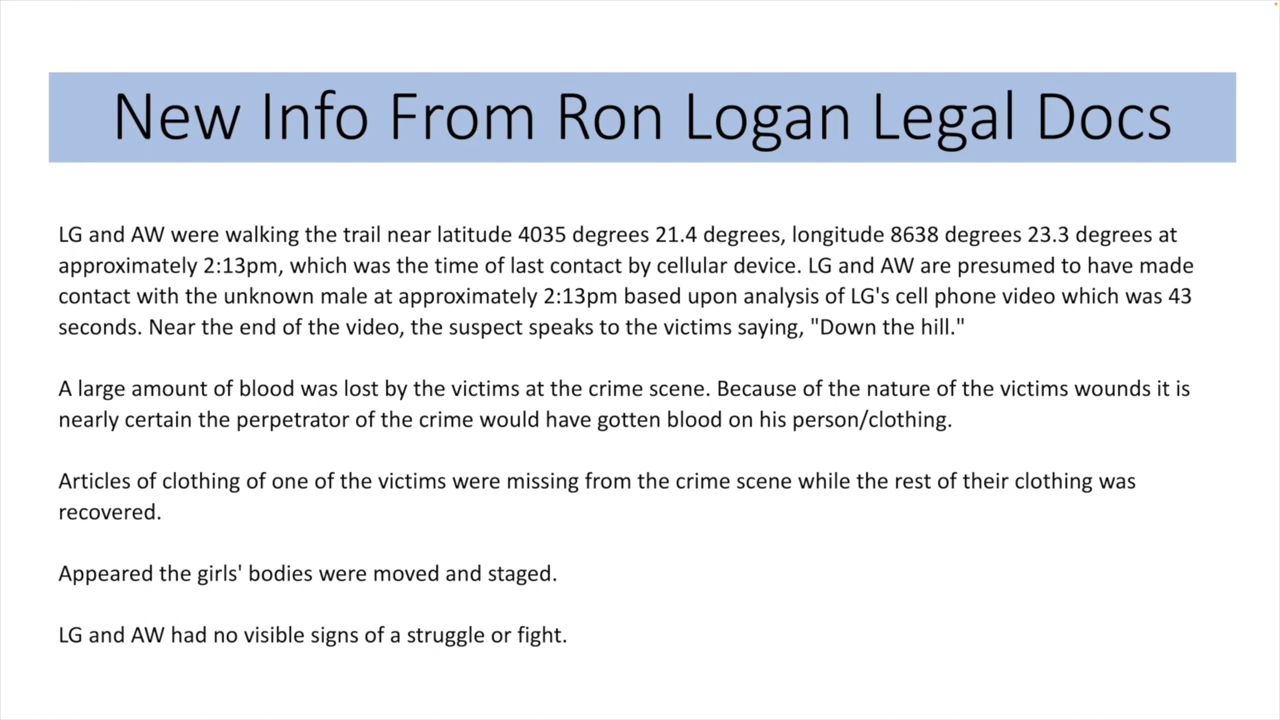 New Info From Ron Logan Legal Docs
LG and AW were walking the trail near latitude 4035 degrees 21.4 degrees, longitude 8638 degrees 23.3 degrees at
approximately 2:13pm, which was the time of last contact by cellular device. LG and AW are presumed to have made
contact with the unknown male at approximately 2:13pm based upon analysis of LG's cell phone video which was 43
seconds. Near the end of the video, the suspect speaks to the victims saying, "Down the hill."
A large amount of blood was lost by the victims at the crime scene. Because of the nature of the victims wounds it is
nearly certain the perpetrator of the crime would have gotten blood on his person/clothing.
Articles of clothing of one of the victims were missing from the crime scene while the rest of their clothing was
recovered.
Appeared the girls' bodies were moved and staged.
LG and AW had no visible signs of a struggle or fight.